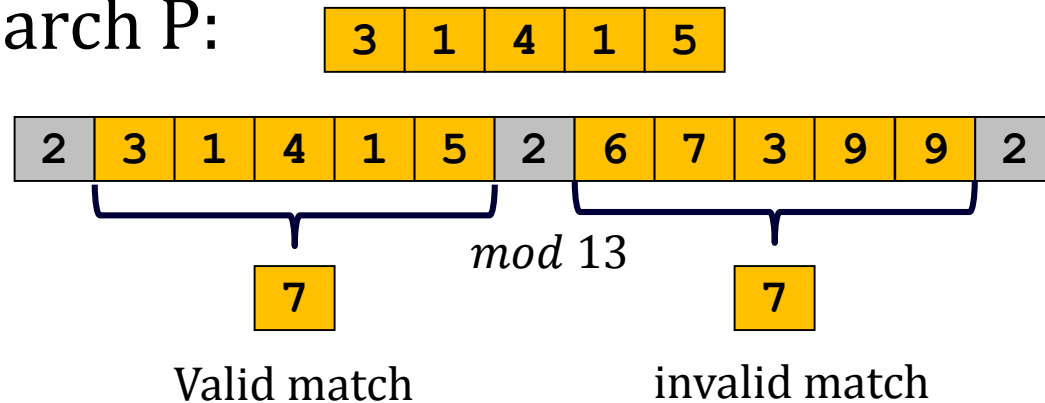 arch P: 3 1 4 1 5
2 3 1 4 1 5 2 6 7 3 9 9 2
mod 13
7 7
Valid match invalid match